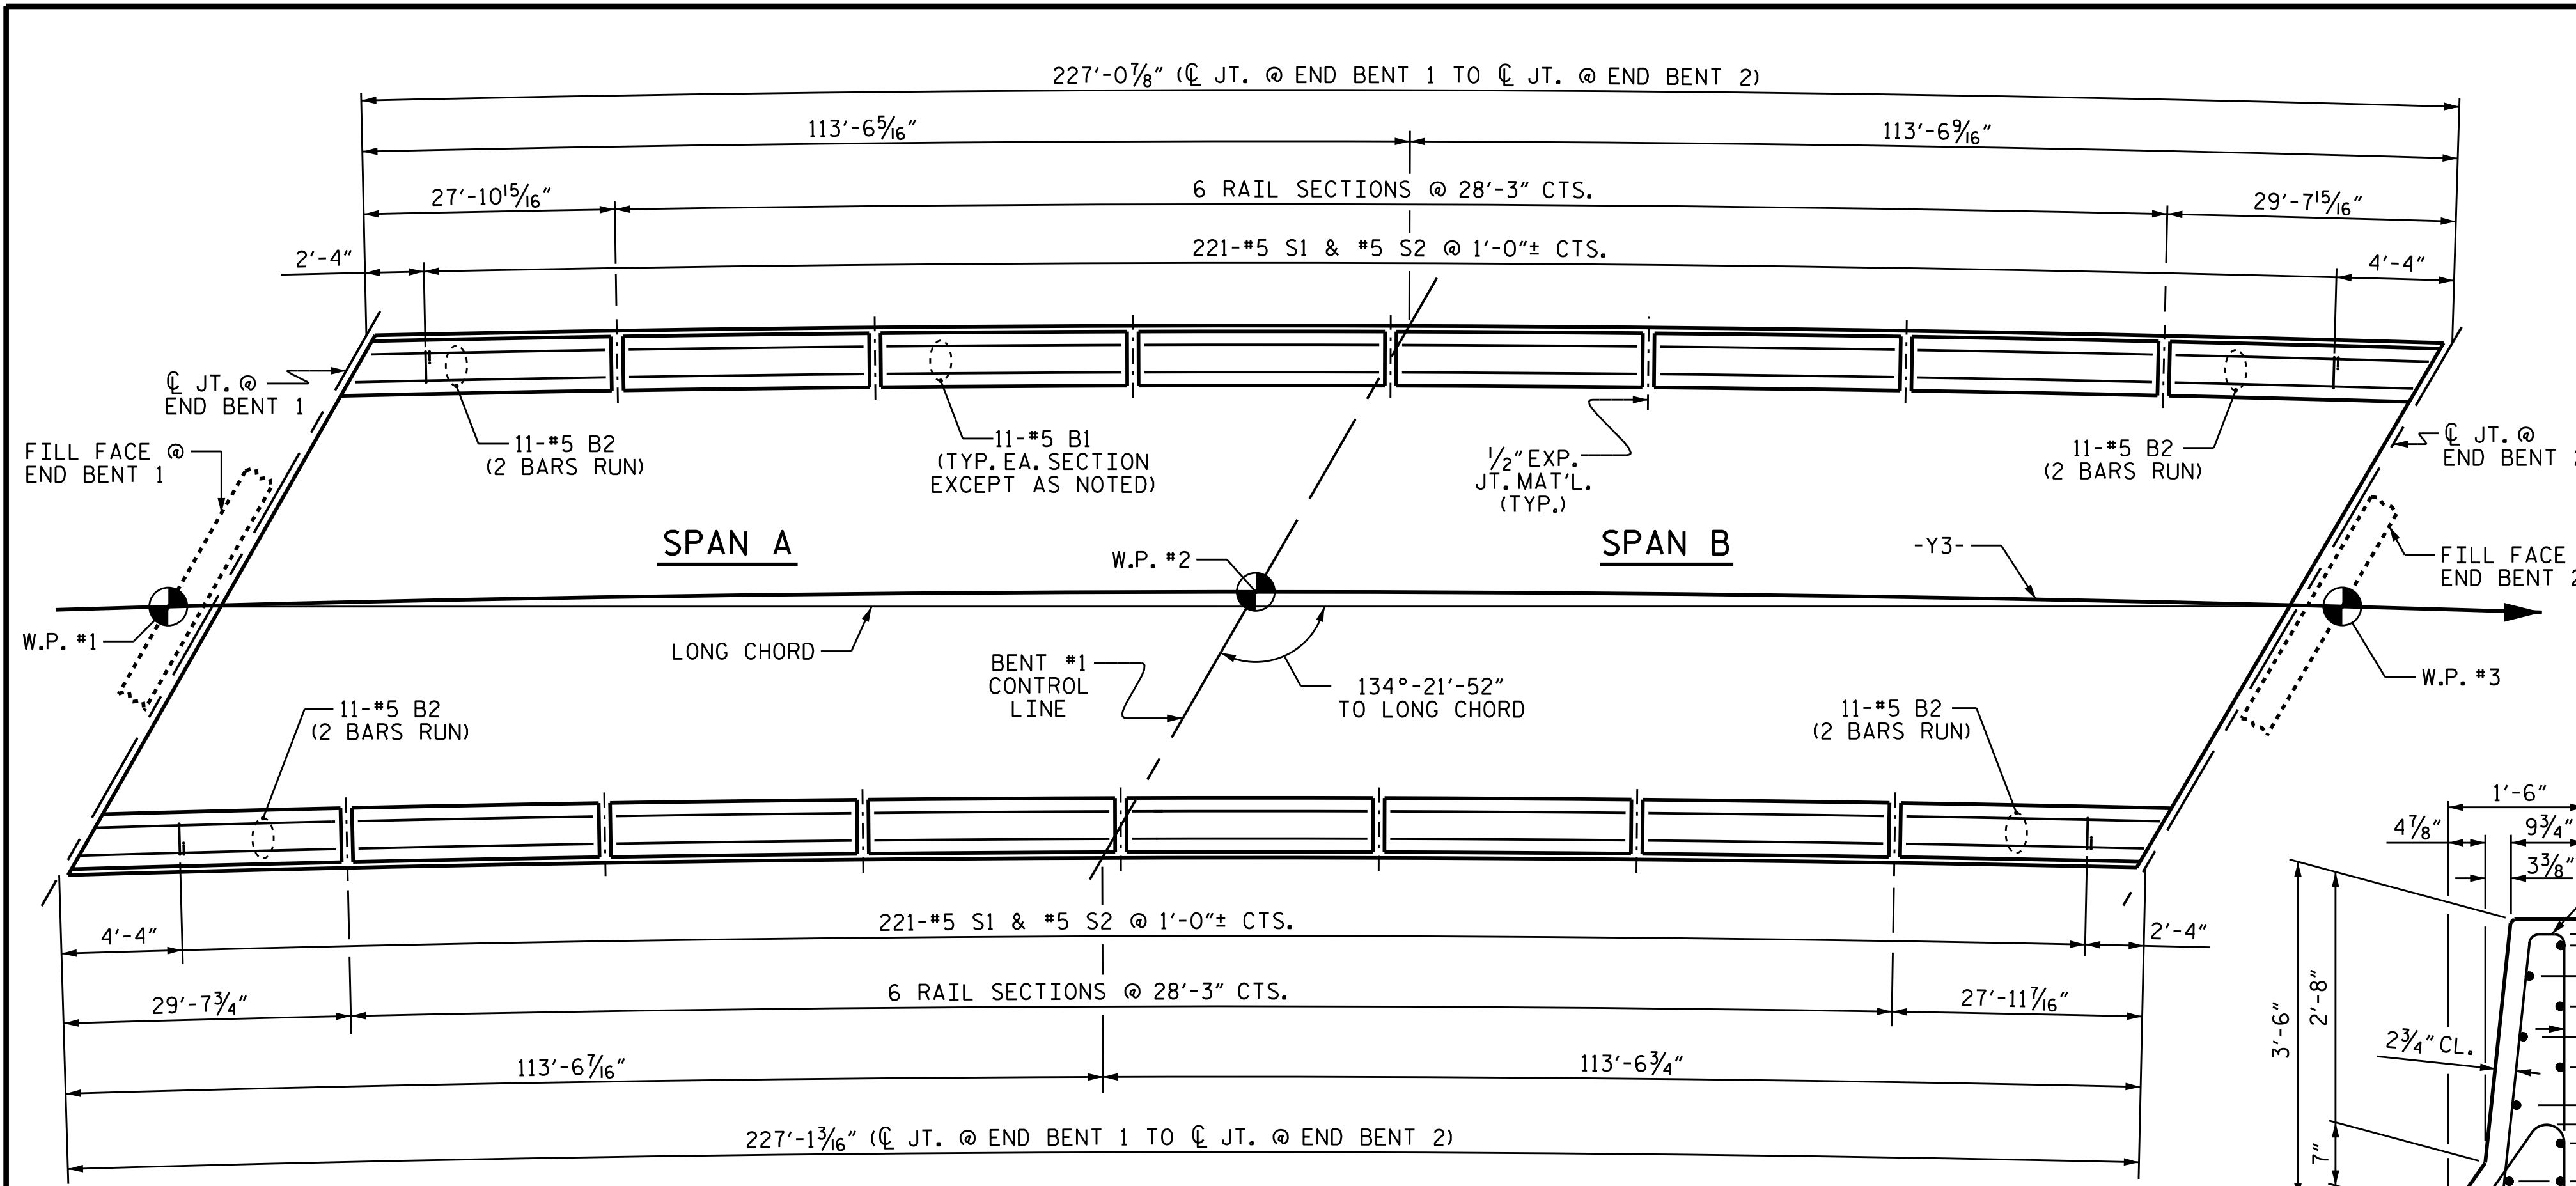 227'-0⅞" (℄ JT. @ END BENT 1 TO ℄ JT. @ END BENT 2)
113'-6⁵⁄₁₆"
113'-6⁹⁄₁₆"
27'-10¹⁵⁄₁₆"
6 RAIL SECTIONS @ 28'-3" CTS.
29'-7¹⁵⁄₁₆"
2'-4"
221-#5 S1 & #5 S2 @ 1'-0"± CTS.
4'-4"
℄ JT. @
END BENT 1
FILL FACE @
END BENT 1
11-#5 B2
(2 BARS RUN)
11-#5 B1
(TYP. EA. SECTION
EXCEPT AS NOTED)
½" EXP.
JT. MAT'L.
(TYP.)
11-#5 B2
(2 BARS RUN)
℄ JT. @
END BENT
SPAN A
W.P. #2
SPAN B
-Y3-
FILL FACE
END BENT
W.P. #1
LONG CHORD
BENT #1
CONTROL
LINE
134°-21'-52"
TO LONG CHORD
W.P. #3
11-#5 B2
(2 BARS RUN)
11-#5 B2
(2 BARS RUN)
1'-6"
4⅞"
9¾"
3⅜"
4'-4"
221-#5 S1 & #5 S2 @ 1'-0"± CTS.
2'-4"
29'-7¾"
6 RAIL SECTIONS @ 28'-3" CTS.
27'-11⁷⁄₁₆"
3'-6"
2'-8"
2¾" CL.
113'-6⁷⁄₁₆"
113'-6¾"
227'-1³⁄₁₆" (℄ JT. @ END BENT 1 TO ℄ JT. @ END BENT 2)
7"